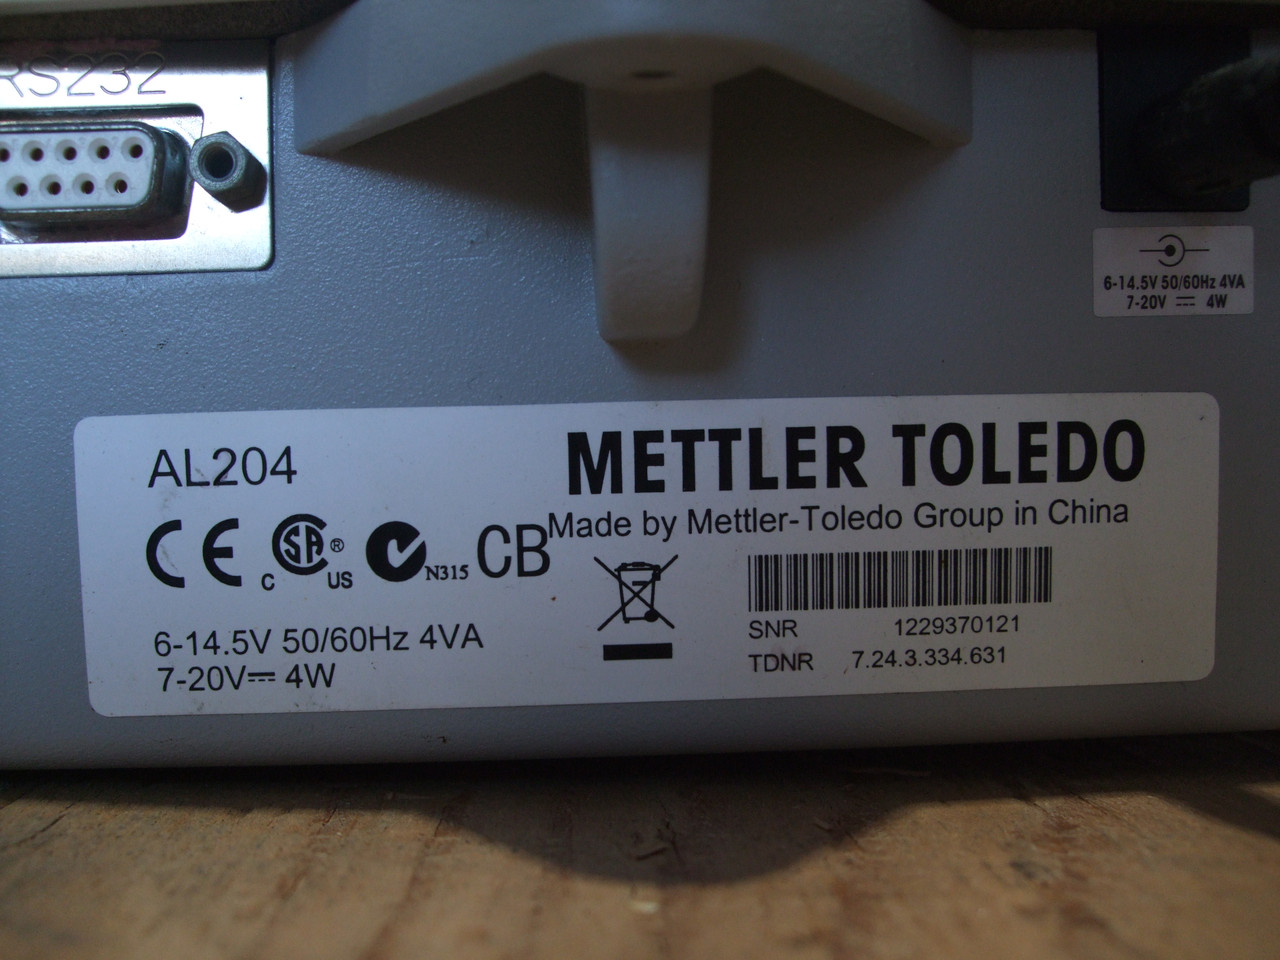 RS232
6-14.5V 50/60Hz 4VA
7-20V ⎓ 4W
AL204
METTLER TOLEDO
Made by Mettler-Toledo Group in China
CE C SA ® US N315 CB
6-14.5V 50/60Hz 4VA
7-20V⎓ 4W
SNR 1229370121
TDNR 7.24.3.334.631